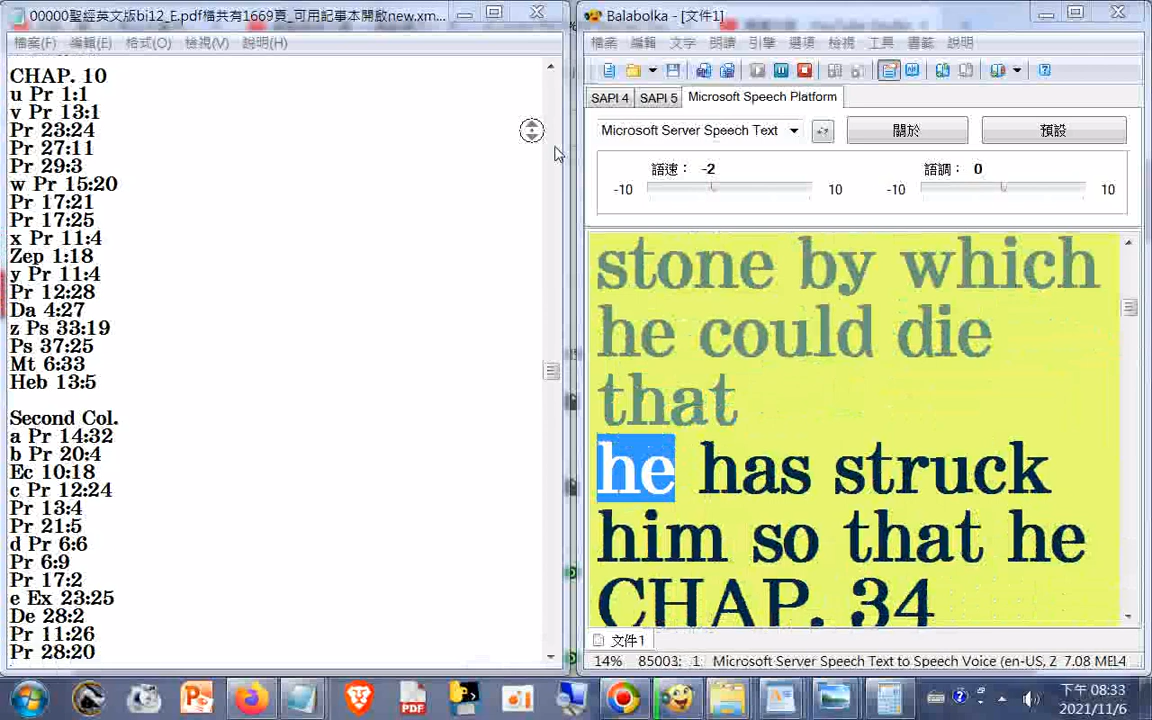 00000聖經英文版bi12_E.pdf檔共有1669頁_可用記事本開啟new.xm...
檔案(F) 編輯(E) 格式(O) 檢視(V) 說明(H)
CHAP. 10
u Pr 1:1
v Pr 13:1
Pr 23:24
Pr 27:11
Pr 29:3
w Pr 15:20
Pr 17:21
Pr 17:25
x Pr 11:4
Zep 1:18
y Pr 11:4
Pr 12:28
Da 4:27
z Ps 33:19
Ps 37:25
Mt 6:33
Heb 13:5
Second Col.
a Pr 14:32
b Pr 20:4
Ec 10:18
c Pr 12:24
Pr 13:4
Pr 21:5
d Pr 6:6
Pr 6:9
Pr 17:2
e Ex 23:25
De 28:2
Pr 11:26
Pr 28:20
Balabolka - [文件1]
檔案 編輯 文字 朗讀 引擎 選項 檢視 工具 書籤 說明
SAPI 4 SAPI 5 Microsoft Speech Platform
Microsoft Server Speech Text 關於 預設
語速： -2 語調： 0
-10 10 -10 10
stone by which
he could die
that
he has struck
him so that he
CHAP. 34
文件1
14% 85003: 1 Microsoft Server Speech Text to Speech Voice (en-US, 2 7.08 ME14
PDF
下午 08:33
2021/11/6